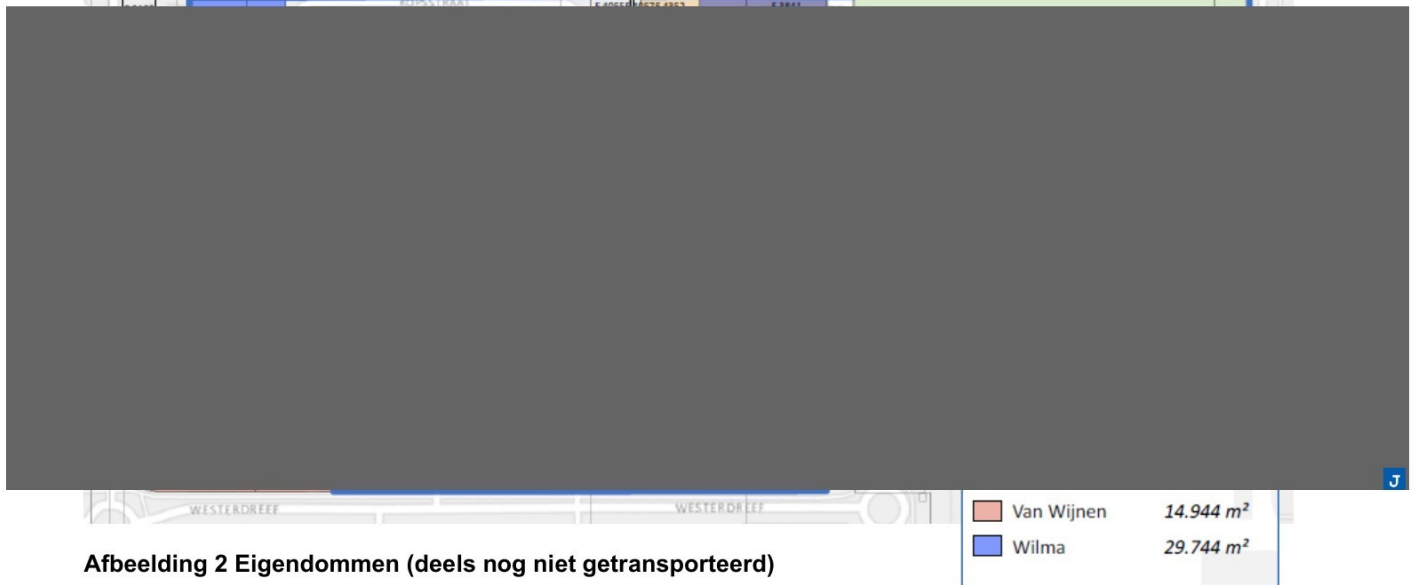 J
WESTERDREEF
WESTERDREEF
Van Wijnen 14.944 m²
Wilma 29.744 m²
Afbeelding 2 Eigendommen (deels nog niet getransporteerd)